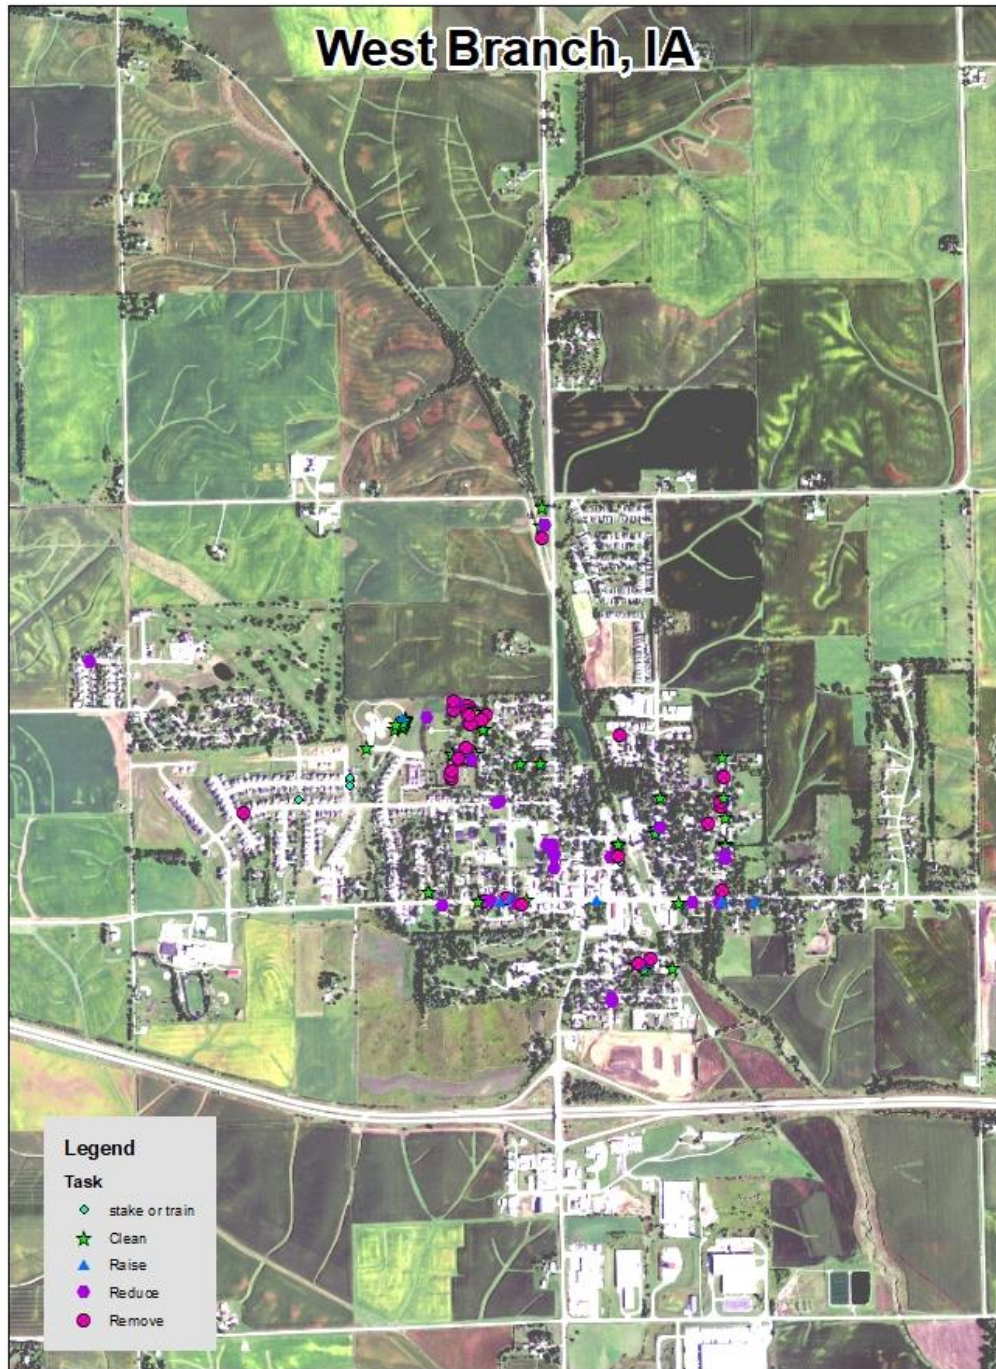 West Branch, IA
Legend
Task
stake or train
Clean
Raise
Reduce
Remove